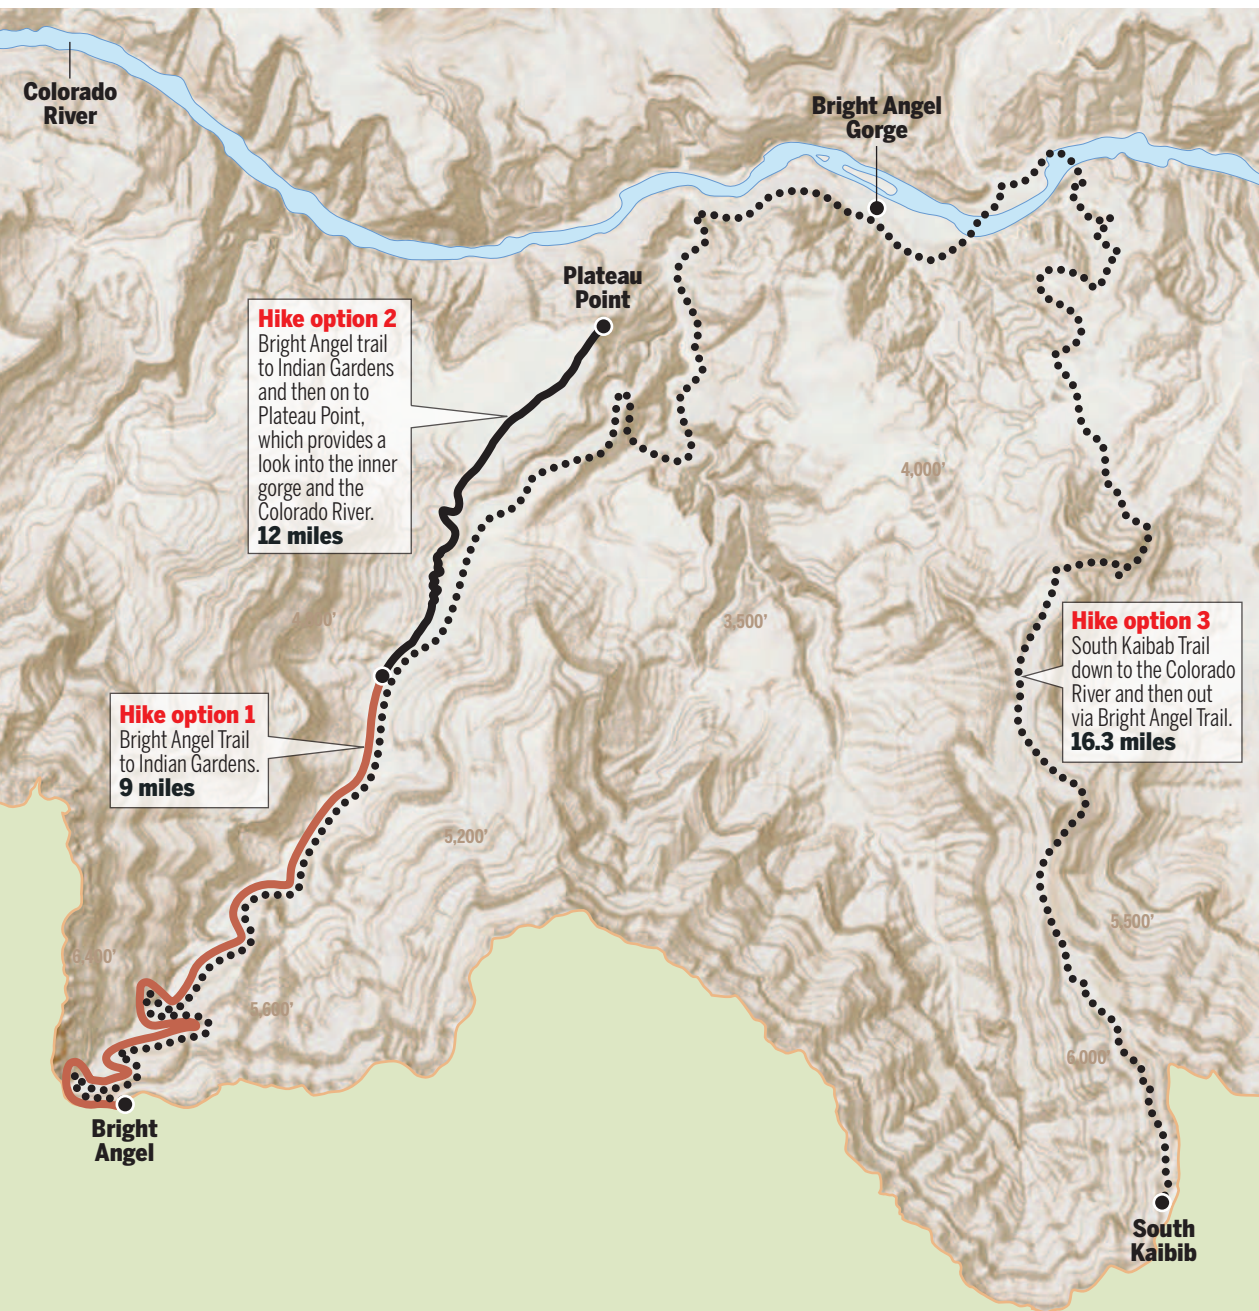 Colorado
River
Bright Angel
Gorge
Plateau
Point
Hike option 2
Bright Angel trail
to Indian Gardens
and then on to
Plateau Point,
which provides a
look into the inner
gorge and the
Colorado River.
12 miles
4,000'
3,500'
Hike option 3
South Kaibab Trail
down to the Colorado
River and then out
via Bright Angel Trail.
16.3 miles
Hike option 1
Bright Angel Trail
to Indian Gardens.
9 miles
5,200'
5,500'
6,400'
5,600'
6,000'
Bright
Angel
South
Kaibib